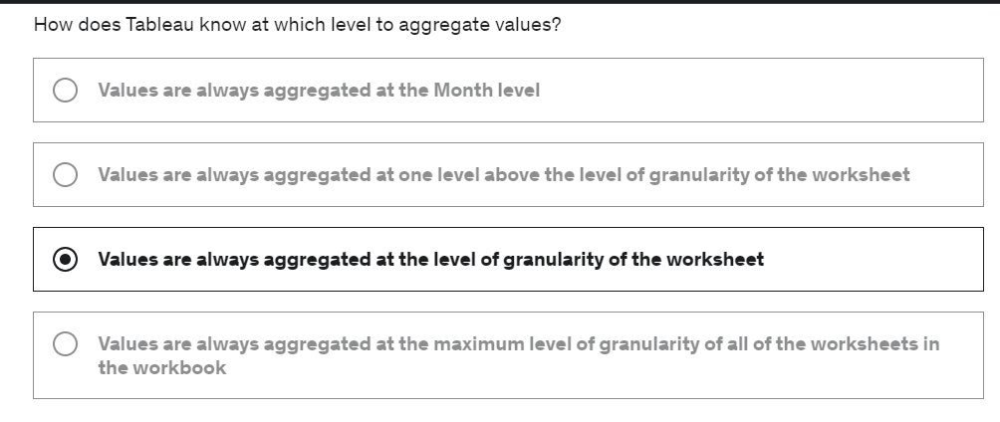 How does Tableau know at which level to aggregate values?
Values are always aggregated at the Month level
Values are always aggregated at one level above the level of granularity of the worksheet
Values are always aggregated at the level of granularity of the worksheet
Values are always aggregated at the maximum level of granularity of all of the worksheets in
the workbook